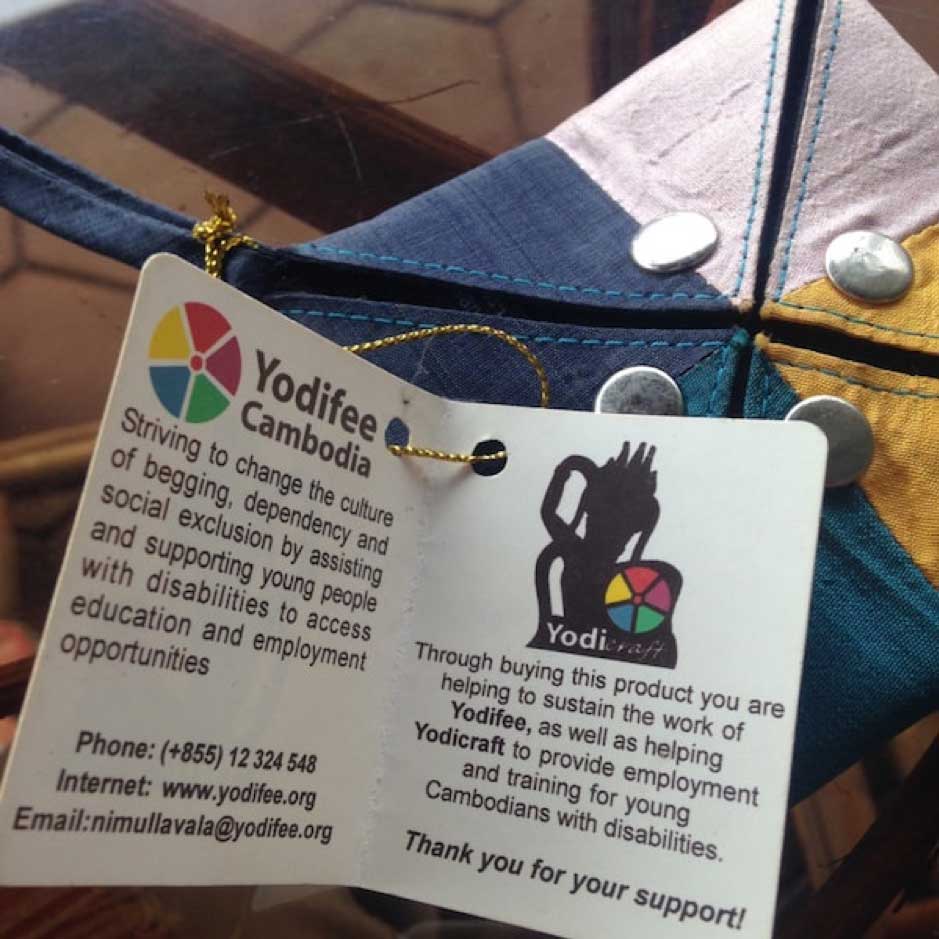 Yodifee
Cambodia
Striving to change the culture
of begging, dependency and
social exclusion by assisting
and supporting young people
with disabilities to access
education and employment
opportunities
Phone: (+855) 12 324 548
Internet: www.yodifee.org
Email:nimullavala@yodifee.org
Yodicraft
Through buying this product you are
helping to sustain the work of
Yodifee, as well as helping
Yodicraft to provide employment
and training for young
Cambodians with disabilities.
Thank you for your support!